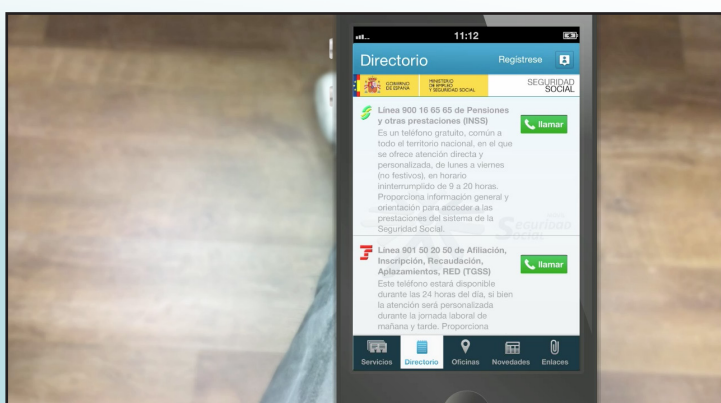 11:12
Directorio
Regístrese
GOBIERNO
DE ESPAÑA
MINISTERIO
DE EMPLEO
Y SEGURIDAD SOCIAL
SEGURIDAD
SOCIAL
Línea 900 16 65 65 de Pensiones
y otras prestaciones (INSS)
llamar
Es un teléfono gratuito, común a
todo el territorio nacional, en el que
se ofrece atención directa y
personalizada, de lunes a viernes
(no festivos), en horario
ininterrumpido de 9 a 20 horas.
Proporciona información general y
orientación para acceder a las
prestaciones del sistema de la
Seguridad Social.
Seguridad
Social
Línea 901 50 20 50 de Afiliación,
Inscripción, Recaudación,
Aplazamientos, RED (TGSS)
llamar
Este teléfono estará disponible
durante las 24 horas del día, si bien
la atención será personalizada
durante la jornada laboral de
mañana y tarde. Proporciona
Servicios
Directorio
Oficinas
Novedades
Enlaces